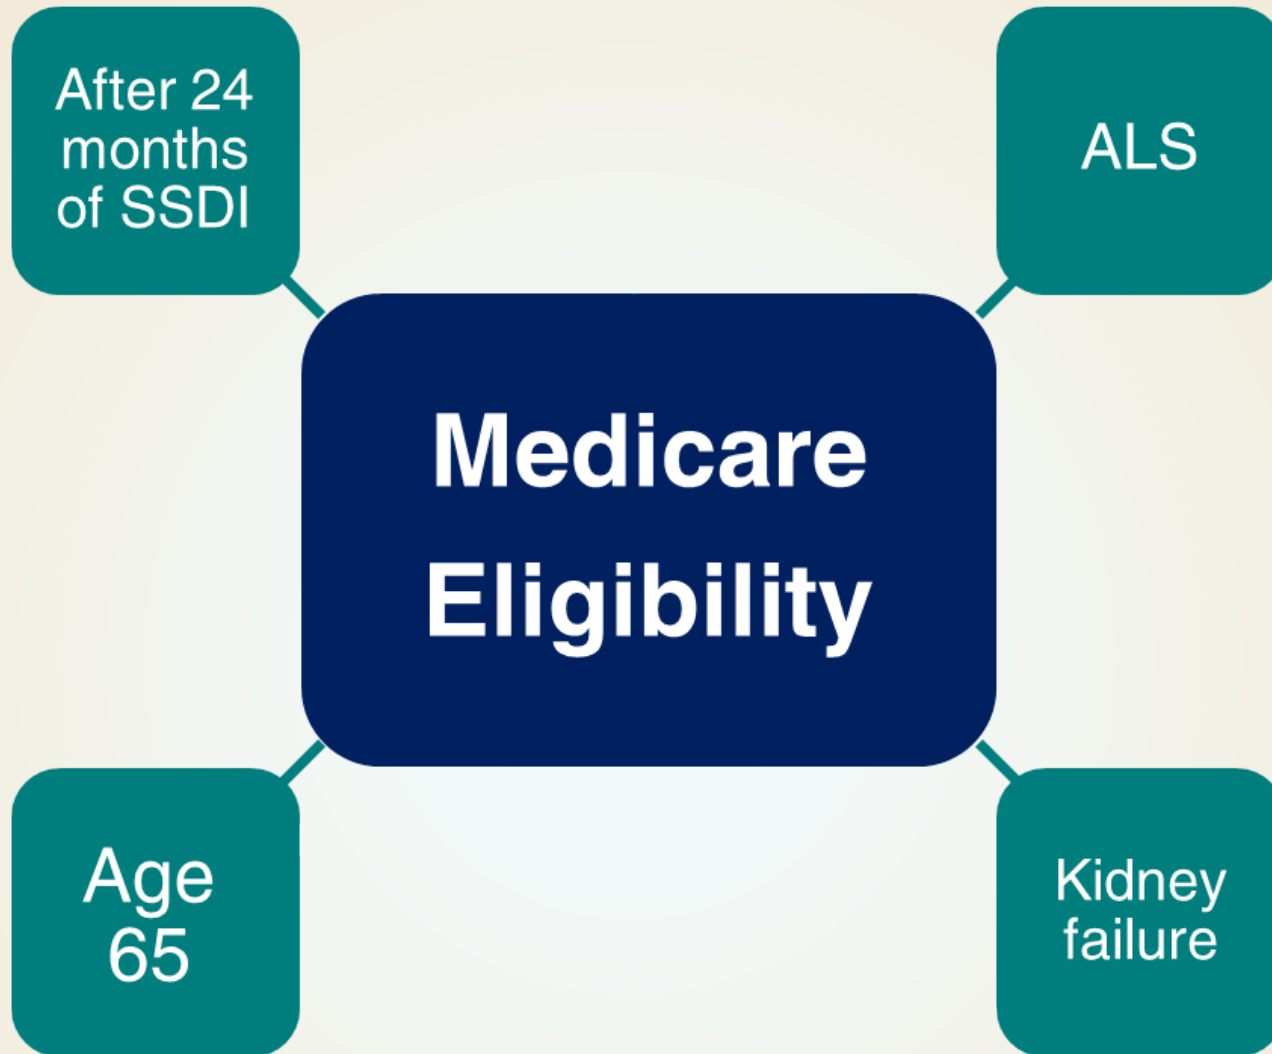 After 24
months
of SSDI
ALS
Medicare
Eligibility
Age
65
Kidney
failure